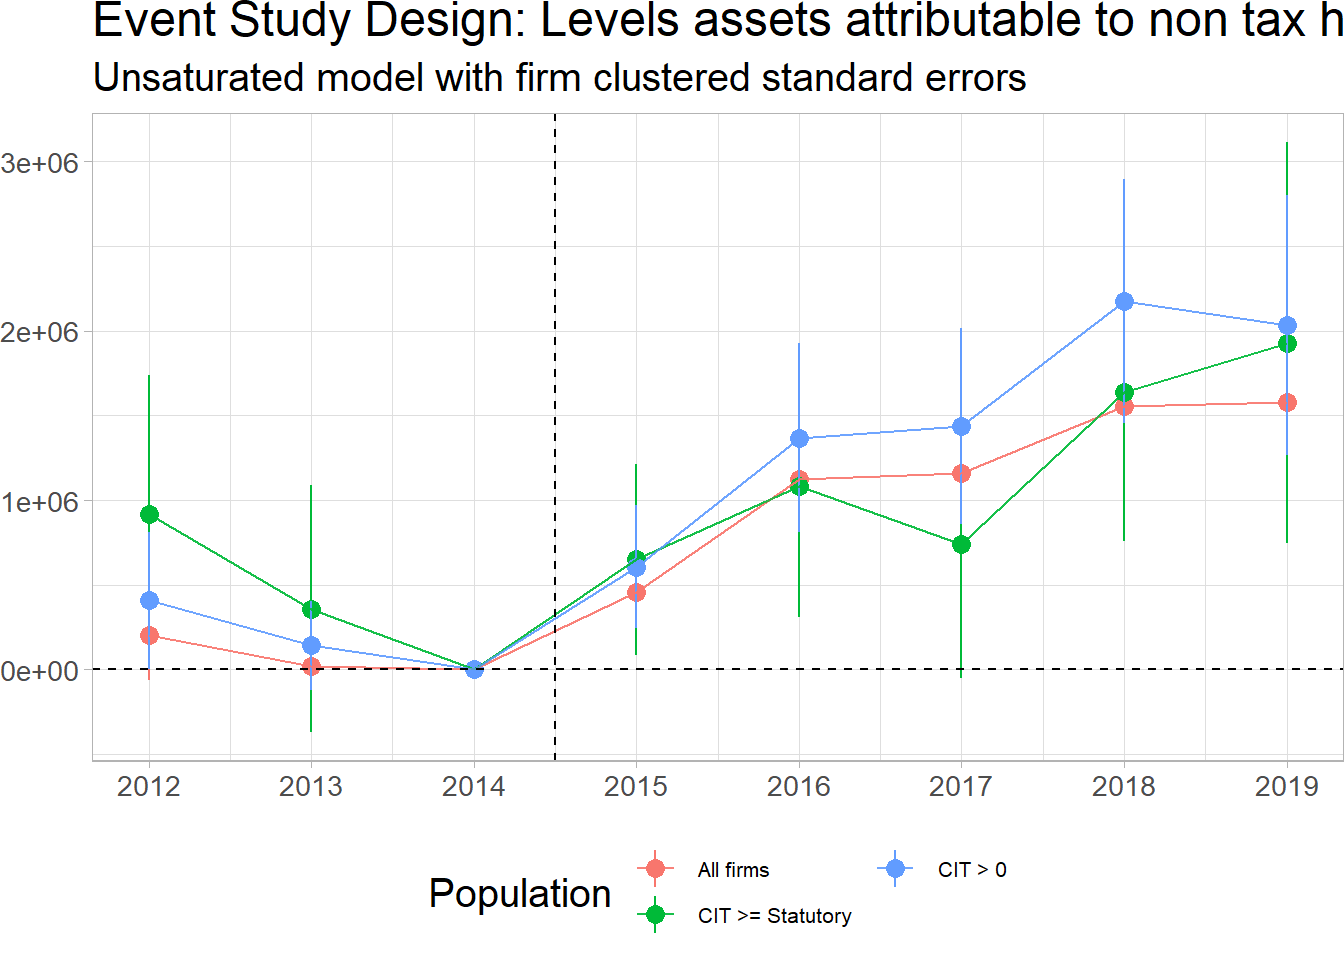 Event Study Design: Levels assets attributable to non tax h
Unsaturated model with firm clustered standard errors
3e+06
2e+06
1e+06
0e+00
2012 2013 2014 2015 2016 2017 2018 2019
Population
All firms
CIT > 0
CIT >= Statutory